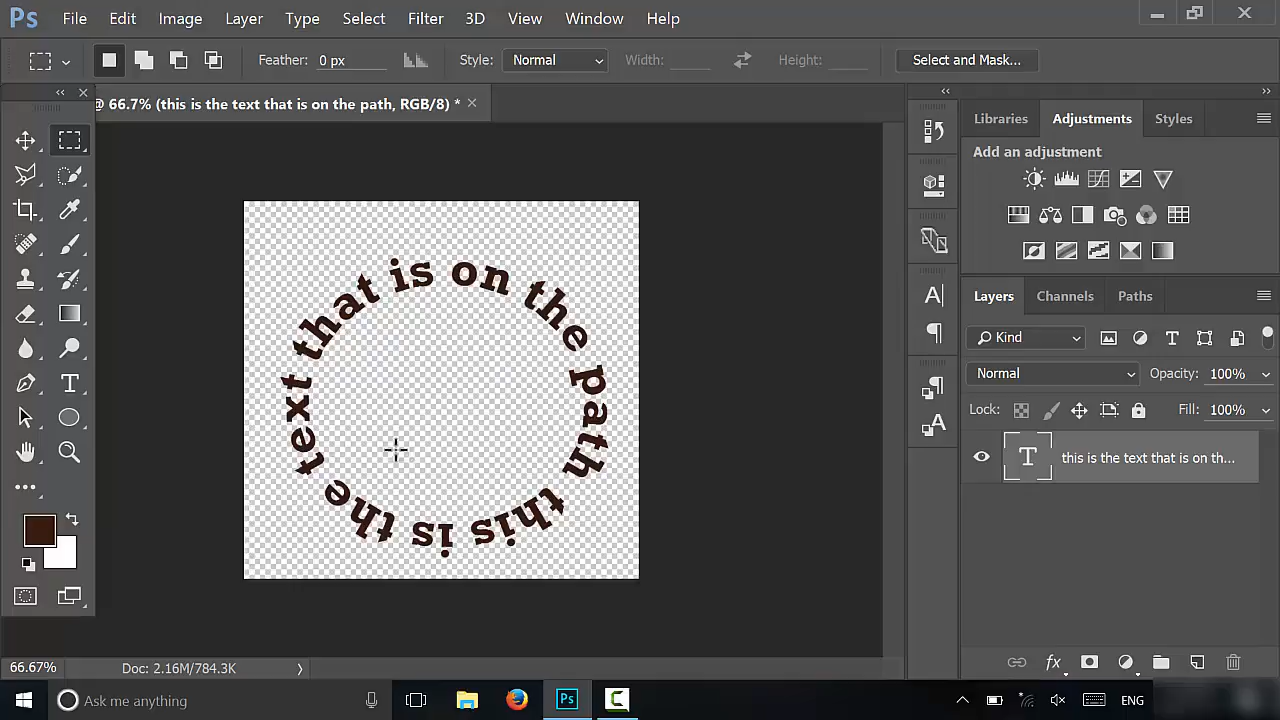 Ps File Edit Image Layer Type Select Filter 3D View Window Help
Feather: 0 px Style: Normal Width: Height: Select and Mask...
@ 66.7% (this is the text that is on the path, RGB/8) *
Libraries Adjustments Styles
Add an adjustment
this is the text that is on the path
Layers Channels Paths
Kind
Normal Opacity: 100%
Lock: Fill: 100%
this is the text that is on th...
66.67% Doc: 2.16M/784.3K
Ask me anything Ps ENG